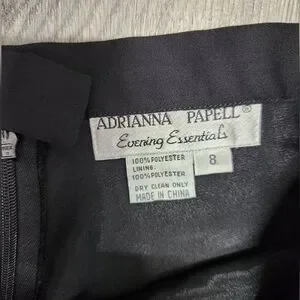 ADRIANNA PAPELL®
Evening Essentials
100% POLYESTER
LINING:
100% POLYESTER
8
DRY CLEAN ONLY
MADE IN CHINA